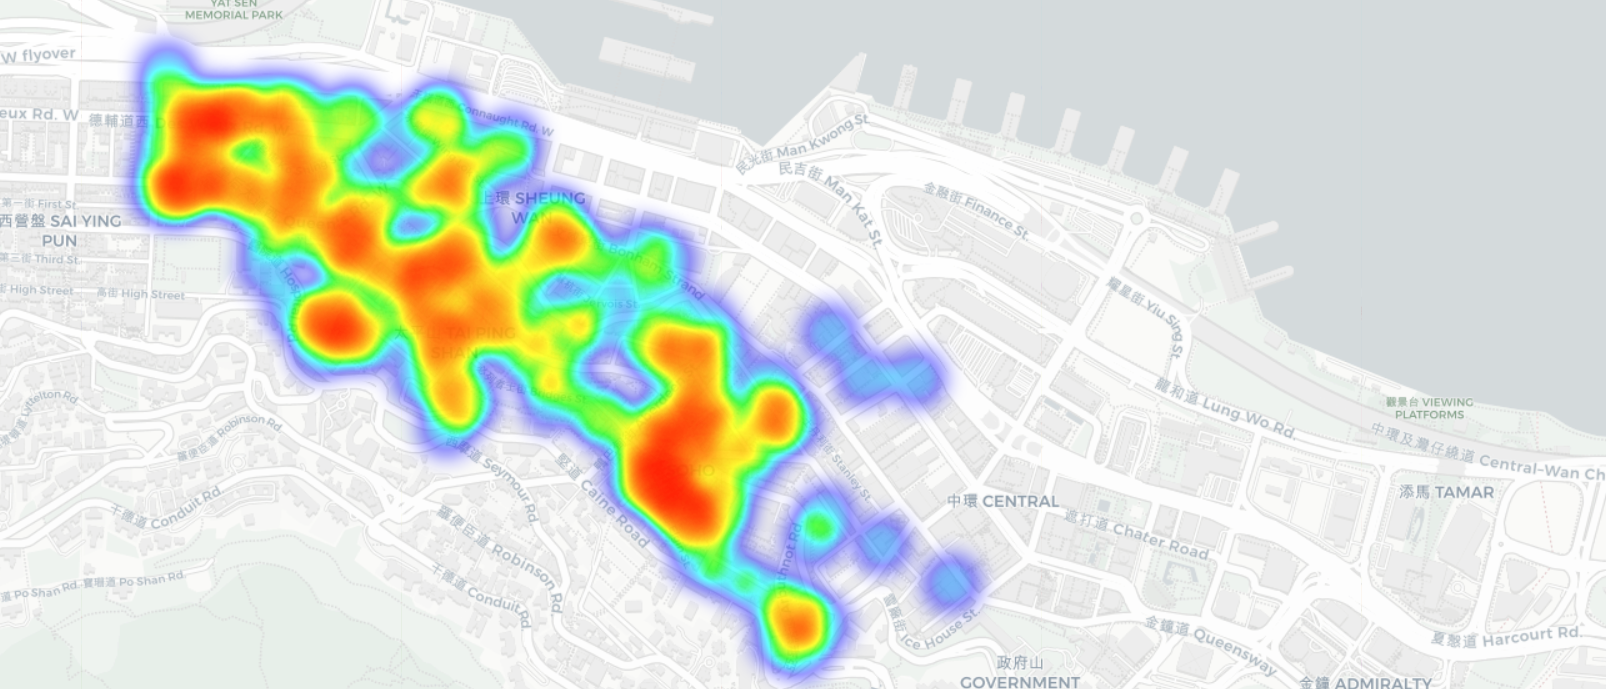 YAT SEN
MEMORIAL PARK
W flyover
eux Rd. W
德輔道西
Connaught Rd. W
民光街 Man Kwong St.
民吉街 Man Kat St.
金融街 Finance St.
第一街 First St.
上環 SHEUNG
WAN
西營盤 SAI YING
PUN
第三街 Third St.
High Street
高街 High Street
Bonham Strand
Jervois St.
耀星街 Yiu Sing St.
TAI PING
SHAN
龍和道 Lung Wo Rd.
觀景台 VIEWING
PLATFORMS
中環及灣仔繞道 Central-Wan Ch
Lyttelton Rd
羅便臣道 Robinson Rd
Seymour Rd
堅道 Caine Road
HO
Stanley St.
中環 CENTRAL
添馬 TAMAR
遮打道 Chater Road
干德道 Conduit Rd.
羅便臣道 Robinson Rd
干德道 Conduit Rd.
thnot Rd
Po Shan Rd. 寶珊道 Po Shan Rd.
雪廠街 Ice House St.
金鐘道 Queensway
夏慤道 Harcourt Rd.
政府山
GOVERNMENT
金鐘 ADMIRALTY